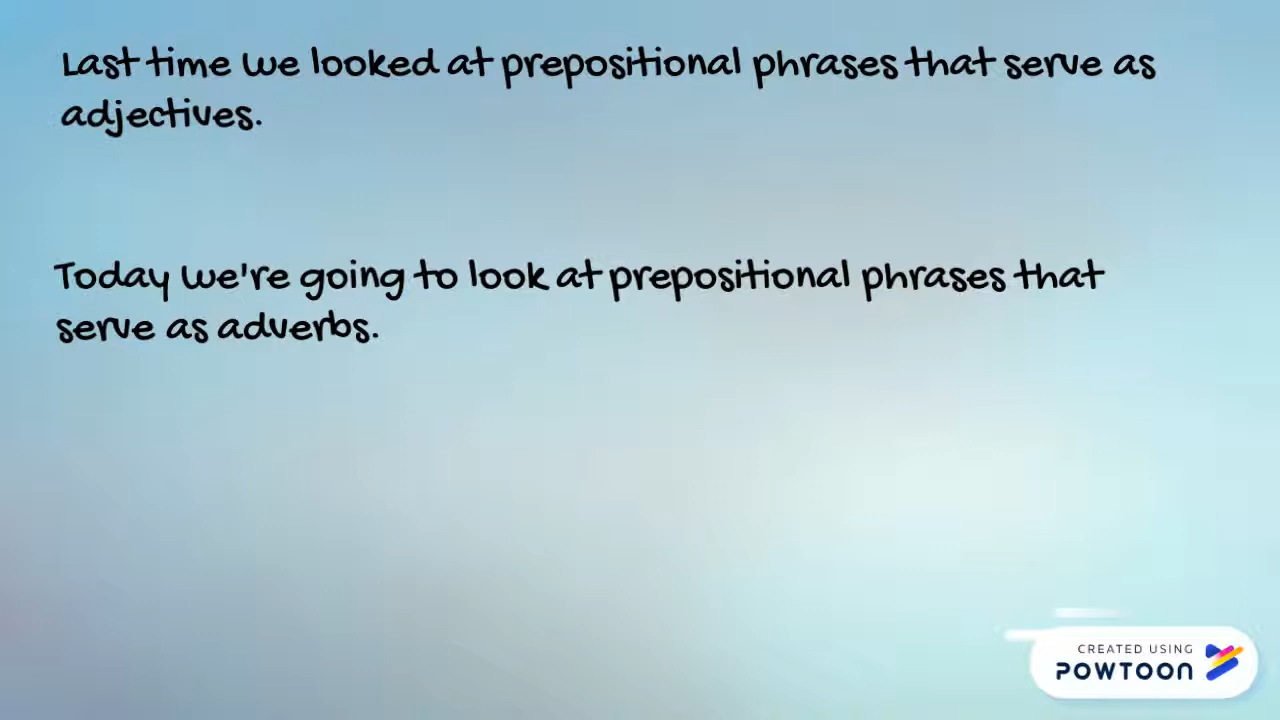 Last time we looked at prepositional phrases that serve as
adjectives.
Today we're going to look at prepositional phrases that
serve as adverbs.
CREATED USING
POWTOON